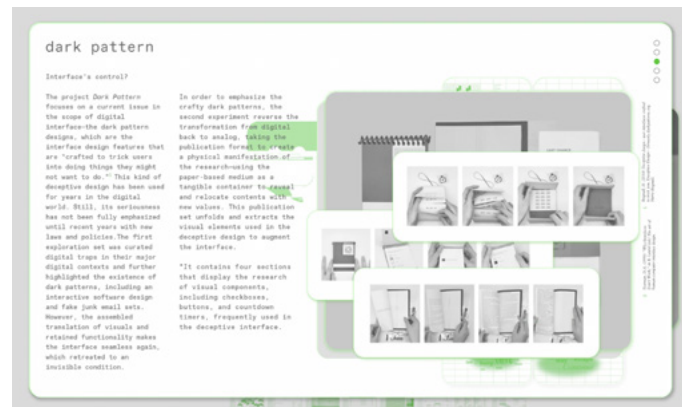 dark pattern
Interface's control?
The project Dark Pattern
focuses on a current issue in
the scope of digital
interface—the dark pattern
designs, which are the
interface design features that
are "crafted to trick users
into doing things they might
not want to do."¹ This kind of
deceptive design has been used
for years in the digital
world. Still, its seriousness
has not been fully emphasized
until recent years with new
laws and policies.The first
exploration set was curated
digital traps in their major
digital contexts and further
highlighted the existence of
dark patterns, including an
interactive software design
and fake junk email sets.
However, the assembled
translation of visuals and
retained functionality makes
the interface seamless again,
which retreated to an
invisible condition.
In order to emphasize the
crafty dark patterns, the
second experiment reverse the
transformation from digital
back to analog, taking the
publication format to create
a physical manifestation of
the research—using the
paper-based medium as a
tangible container to reveal
and relocate contents with
new values. This publication
set unfolds and extracts the
visual elements used in the
deceptive design to augment
the interface.
"It contains four sections
that display the research
of visual components,
including checkboxes,
buttons, and countdown
timers, frequently used in
the deceptive interface.